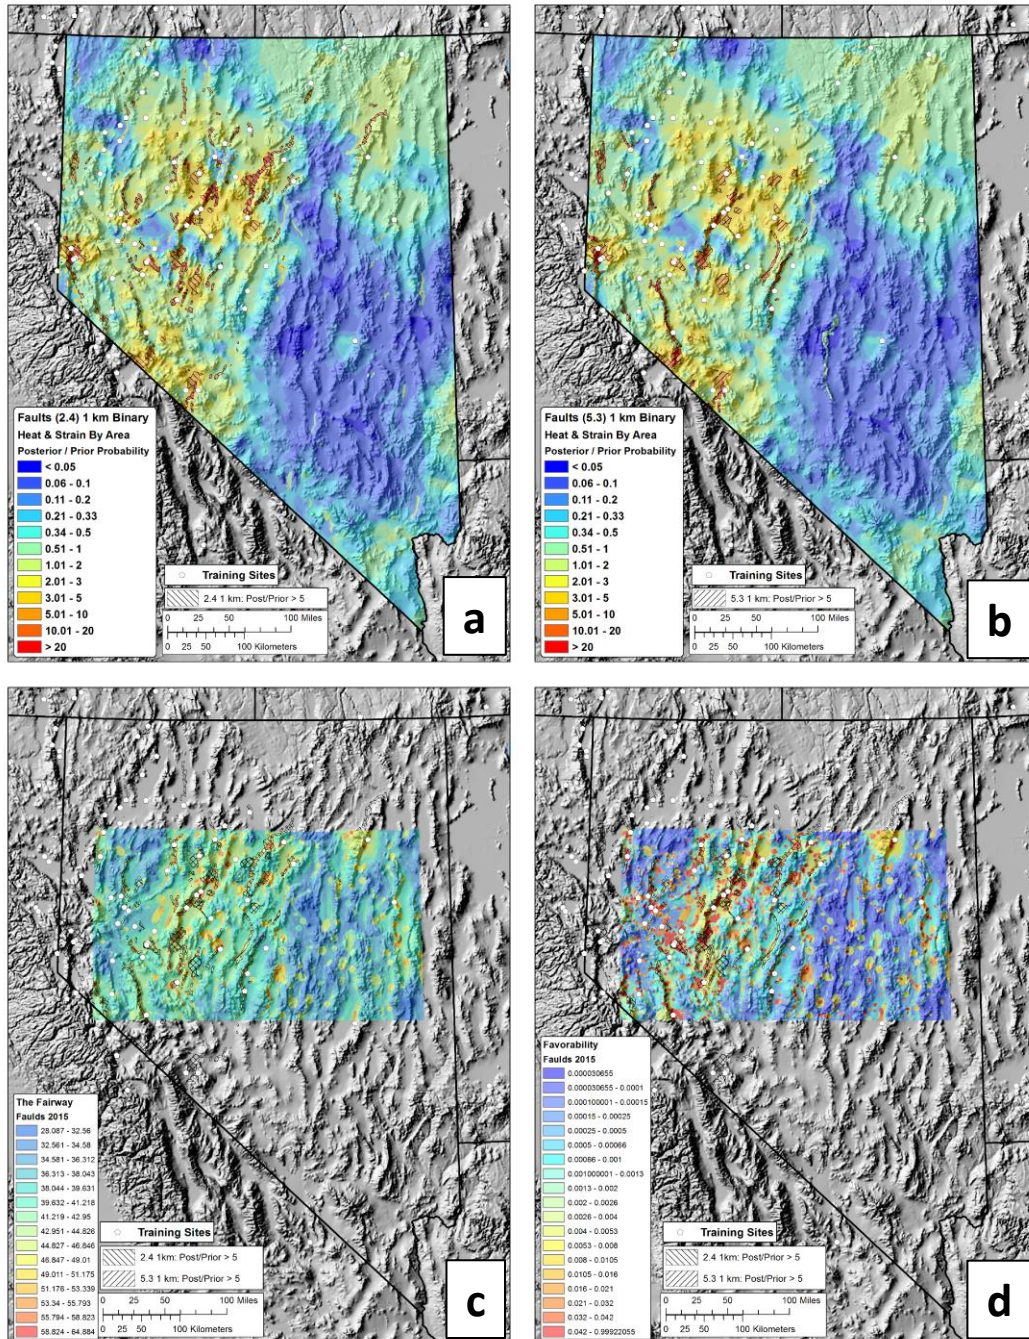 Faults (2.4) 1 km Binary
Heat & Strain By Area
Posterior / Prior Probability
< 0.05
0.06 - 0.1
0.11 - 0.2
0.21 - 0.33
0.34 - 0.5
0.51 - 1
1.01 - 2
2.01 - 3
3.01 - 5
5.01 - 10
10.01 - 20
> 20
Training Sites
2.4 1 km: Post/Prior > 5
0 25 50 100 Miles
0 25 50 100 Kilometers
a
Faults (5.3) 1 km Binary
Heat & Strain By Area
Posterior / Prior Probability
< 0.05
0.06 - 0.1
0.11 - 0.2
0.21 - 0.33
0.34 - 0.5
0.51 - 1
1.01 - 2
2.01 - 3
3.01 - 5
5.01 - 10
10.01 - 20
> 20
Training Sites
5.3 1 km: Post/Prior > 5
0 25 50 100 Miles
0 25 50 100 Kilometers
b
The Fairway
Faulds 2015
28.087 - 32.56
32.561 - 34.58
34.581 - 36.312
36.313 - 38.043
38.044 - 39.631
39.632 - 41.218
41.219 - 42.95
42.951 - 44.826
44.827 - 46.846
46.847 - 49.01
49.011 - 51.175
51.176 - 53.339
53.34 - 55.793
55.794 - 58.823
58.824 - 64.884
Training Sites
2.4 1km: Post/Prior > 5
5.3 1 km: Post/Prior > 5
0 25 50 100 Miles
0 25 50 100 Kilometers
c
Favorability
Faulds 2015
0.000030655
0.000030655 - 0.0001
0.000100001 - 0.00015
0.00015 - 0.00025
0.00025 - 0.0005
0.0005 - 0.00066
0.00066 - 0.001
0.001000001 - 0.0013
0.0013 - 0.002
0.002 - 0.0026
0.0026 - 0.004
0.004 - 0.0053
0.0053 - 0.008
0.008 - 0.0105
0.0105 - 0.016
0.016 - 0.021
0.021 - 0.032
0.032 - 0.042
0.042 - 0.99922055
Training Sites
2.4 1km: Post/Prior > 5
5.3 1 km: Post/Prior > 5
0 25 50 100 Miles
0 25 50 100 Kilometers
d